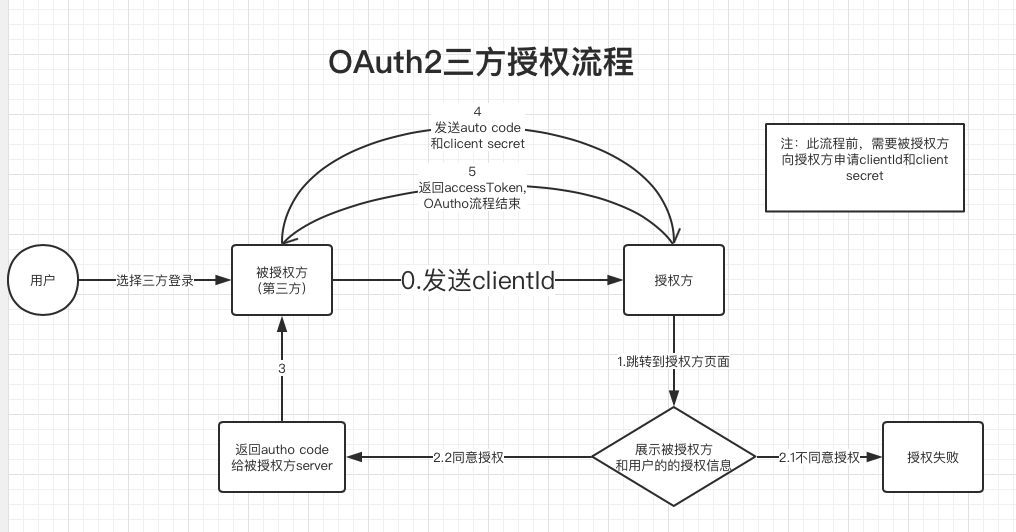 OAuth2三方授权流程
4
发送auto code
和clicent secret
5
返回accessToken,
OAutho流程结束
注：此流程前，需要被授权方
向授权方申请clientId和client
secret
用户
选择三方登录
被授权方
（第三方）
0.发送clientId
授权方
1.跳转到授权方页面
3
返回autho code
给被授权方server
2.2同意授权
展示被授权方
和用户的的授权信息
2.1不同意授权
授权失败